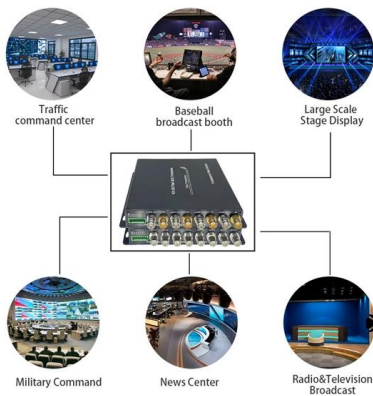 Traffic
command center
Baseball
broadcast booth
Large Scale
Stage Display
Military Command
News Center
Radio&Television
Broadcast